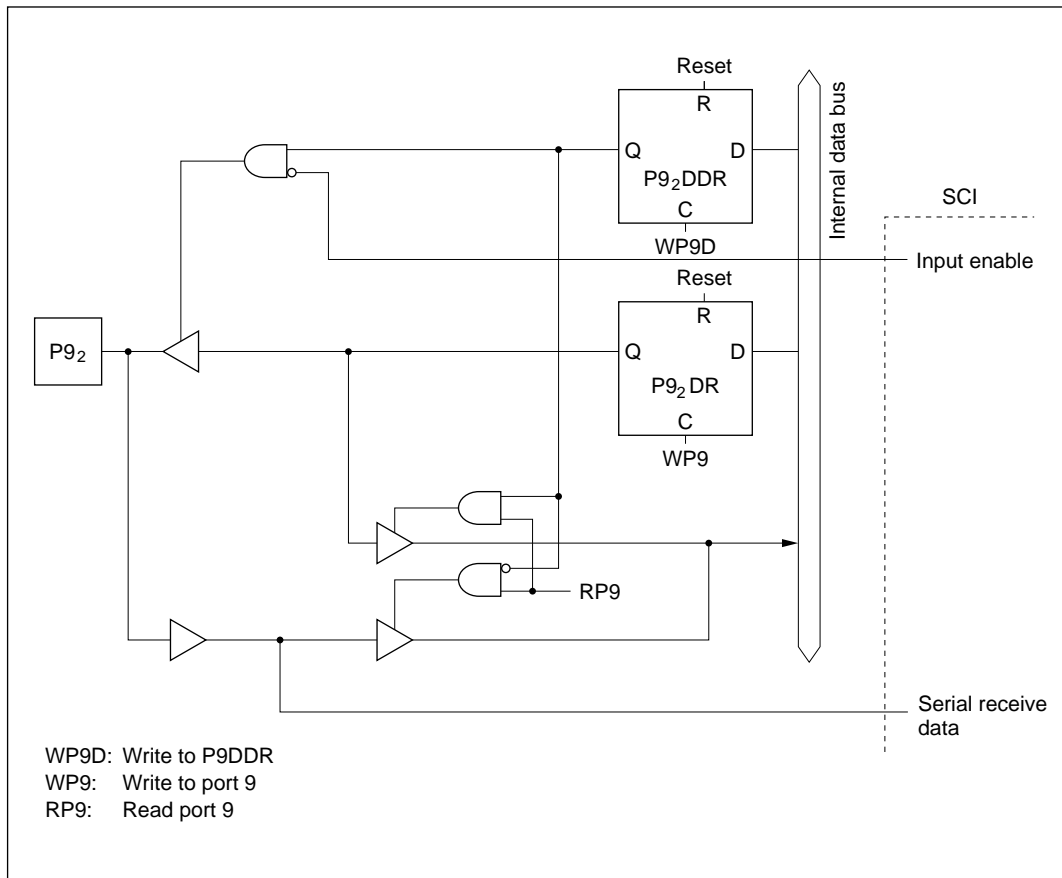 Reset
R
Q D
P9₂DDR
C
WP9D
Internal data bus
SCI
Input enable
Reset
R
P9₂
Q D
P9₂DR
C
WP9
RP9
Serial receive
data
WP9D: Write to P9DDR
WP9: Write to port 9
RP9: Read port 9